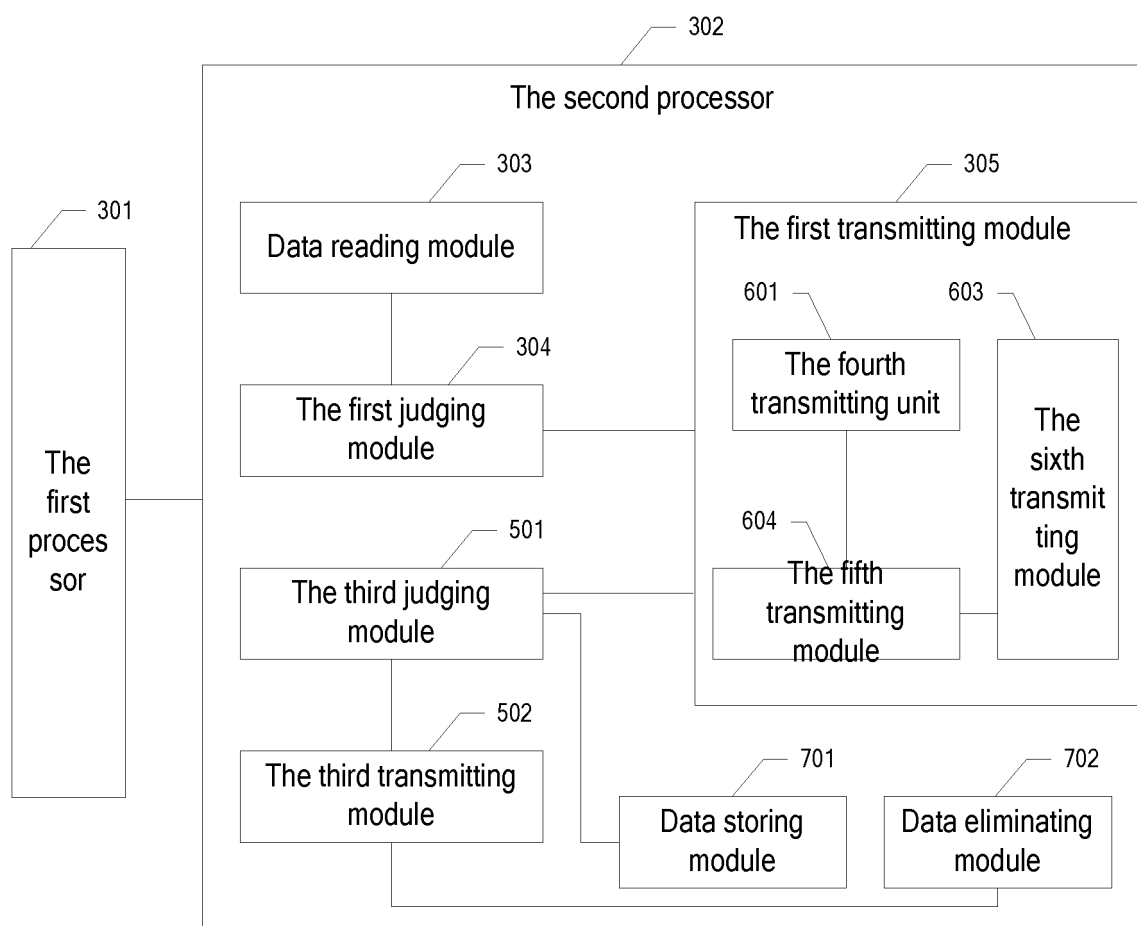 302
The second processor
303
305
301
Data reading module
The first transmitting module
601
603
304
The fourth
transmitting unit
The first judging
module
The
first
proces
sor
The
sixth
transmit
ting
module
501
604
The third judging
module
The fifth
transmitting
module
502
701
702
The third transmitting
module
Data storing
module
Data eliminating
module